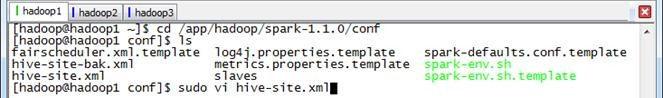 hadoop1 hadoop2 hadoop3
[hadoop@hadoop1 ~]$ cd /app/hadoop/spark-1.1.0/conf
[hadoop@hadoop1 conf]$ ls
fairscheduler.xml.template log4j.properties.template spark-defaults.conf.template
hive-site-bak.xml metrics.properties.template spark-env.sh
hive-site.xml slaves spark-env.sh.template
[hadoop@hadoop1 conf]$ sudo vi hive-site.xml